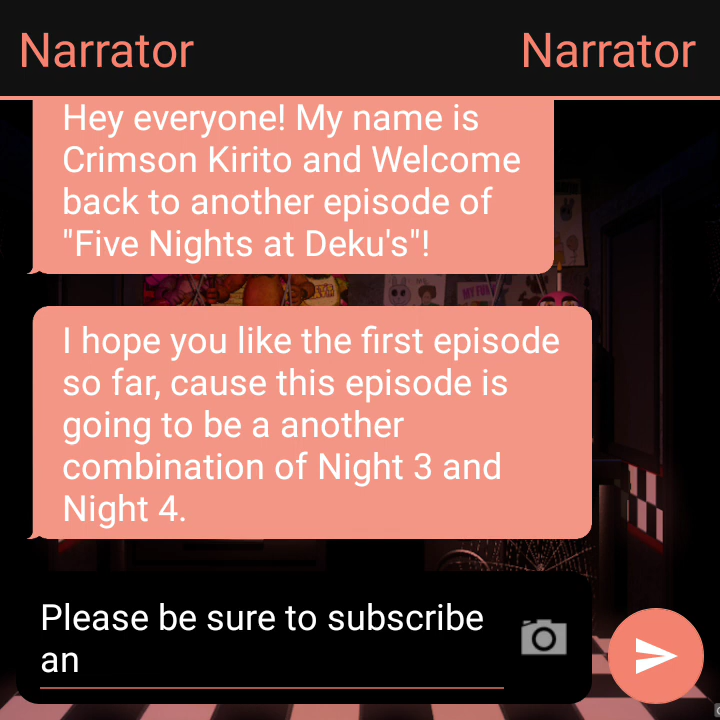 Narrator Narrator
Hey everyone! My name is
Crimson Kirito and Welcome
back to another episode of
"Five Nights at Deku's"!
MY FUN
I hope you like the first episode
so far, cause this episode is
going to be a another
combination of Night 3 and
Night 4.
Please be sure to subscribe
an